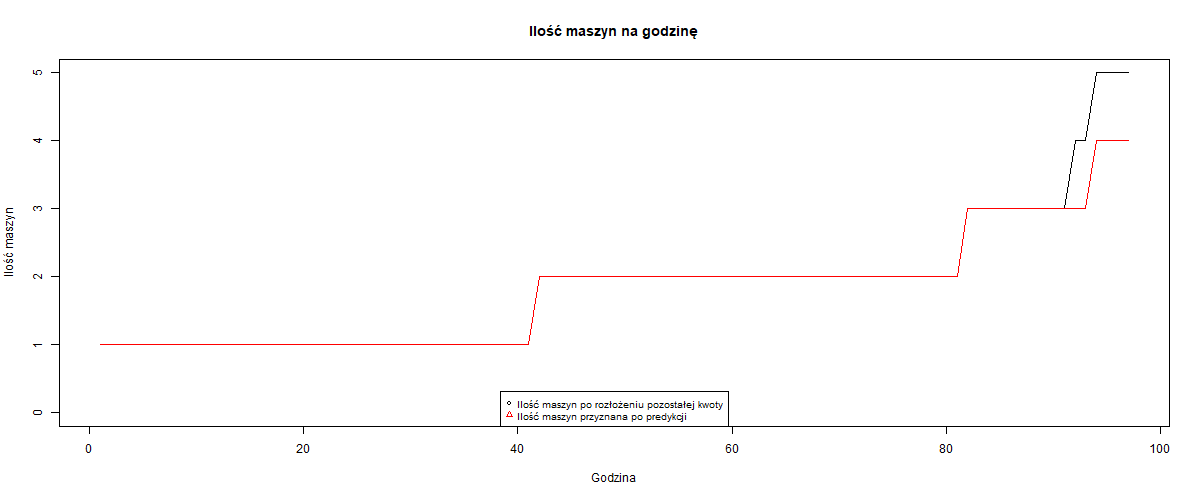 Ilość maszyn na godzinę
Ilość maszyn
5
4
3
2
1
0
Ilość maszyn po rozłożeniu pozostałej kwoty
Ilość maszyn przyznana po predykcji
0 20 40 60 80 100
Godzina